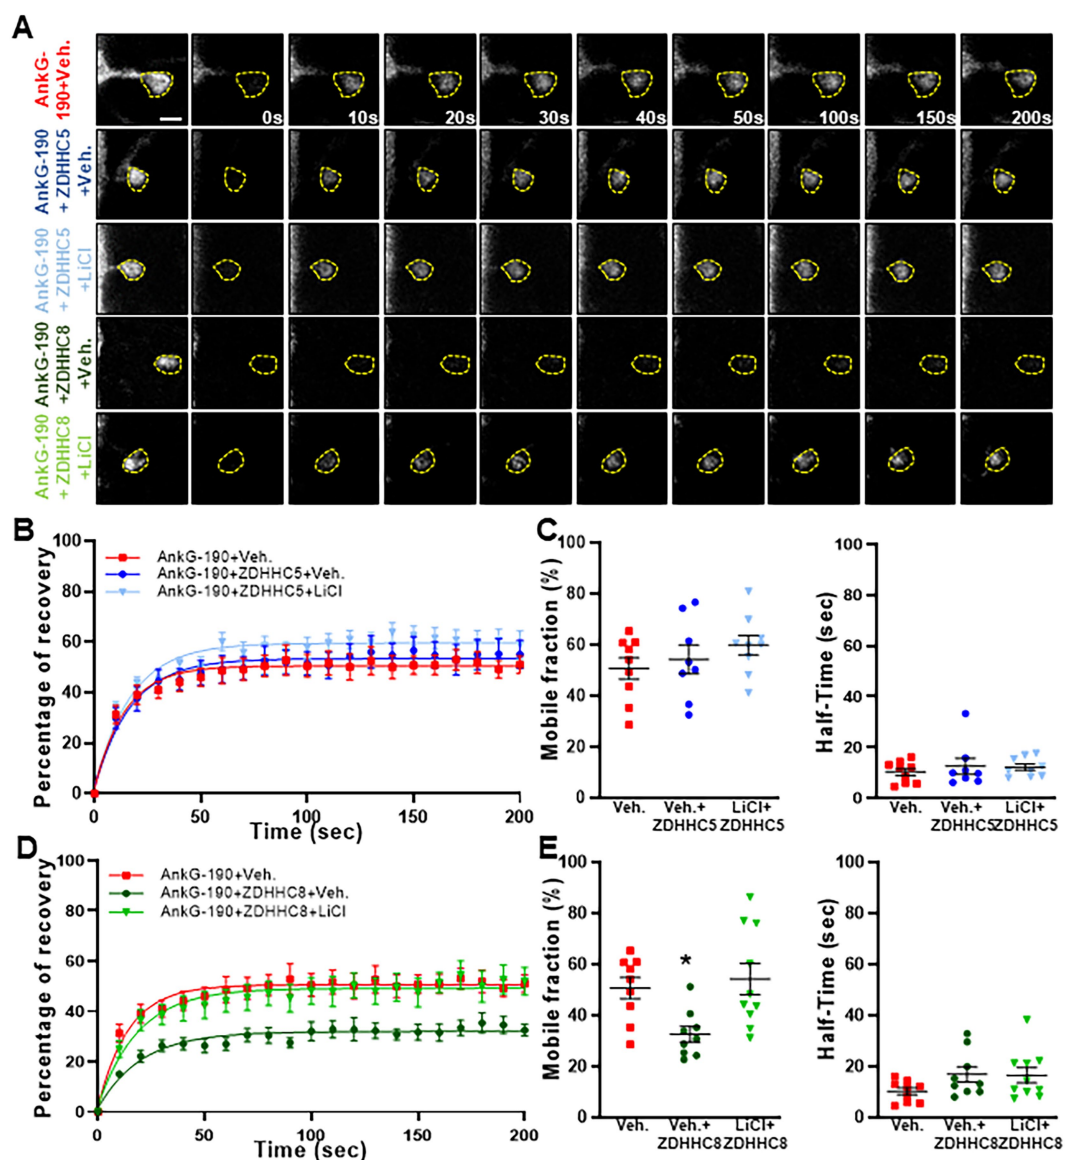 A
AnkG-
190+Veh.
0s
10s
20s
30s
40s
50s
100s
150s
200s
AnkG-190
+ ZDHHC5
+Veh.
AnkG-190
+ ZDHHC5
+LiCl
AnkG-190
+ZDHHC8
+Veh.
AnkG-190
+ ZDHHC8
+LiCl
B
Percentage of recovery
100
80
60
40
20
0
AnkG-190+Veh.
AnkG-190+ZDHHC5+Veh.
AnkG-190+ZDHHC5+LiCl
0
50
100
150
200
Time (sec)
C
Mobile fraction (%)
100
80
60
40
20
0
Veh.
Veh.+
ZDHHC5
LiCl+
ZDHHC5
Half-Time (sec)
100
80
60
40
20
0
Veh.
Veh.+
ZDHHC5
LiCl+
ZDHHC5
D
Percentage of recovery
100
80
60
40
20
0
AnkG-190+Veh.
AnkG-190+ZDHHC8+Veh.
AnkG-190+ZDHHC8+LiCl
0
50
100
150
200
Time (sec)
E
Mobile fraction (%)
100
80
60
40
20
0
*
Veh.
Veh.+
ZDHHC8
LiCl+
ZDHHC8
Half-Time (sec)
100
80
60
40
20
0
Veh.
Veh.+
ZDHHC8
LiCl+
ZDHHC8